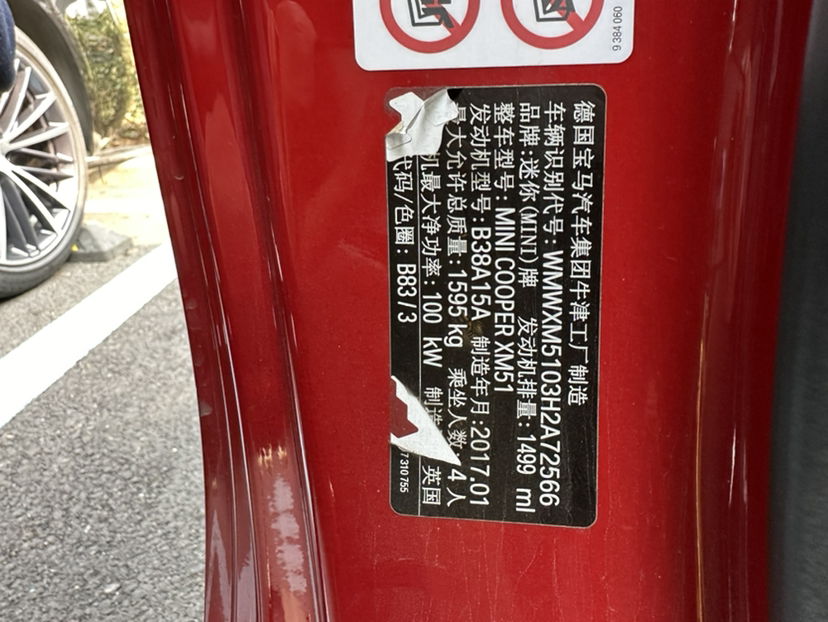 9 384 060
德国宝马汽车集团牛津工厂制造
车辆识别代号: WMWXM5103H2A72566
品牌:迷你(MINI)牌 发动机排量:1499 ml
整车型号: MINI COOPER XM51
发动机型号: B38A15A 制造年月:2017.01
最大允许总质量:1595 kg 乘坐人数 4 人
机最大净功率: 100 kW 制造 英国
代码/色圈: B83/3
7310 755